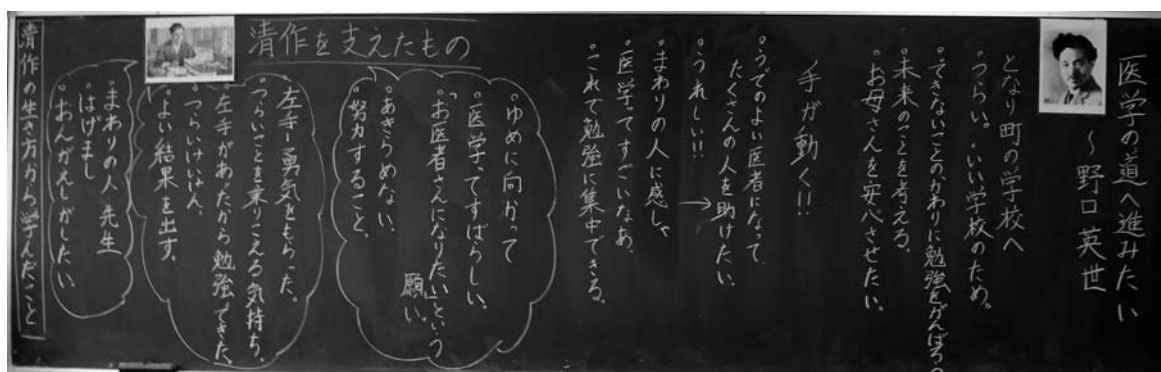 医学の道へ進みたい
～野口英世
となり町の学校へ
・つらい。・いい学校のため。
・できないことのかわりに勉強をがんばろう
・未来のことを考える。
・お母さんを安心させたい。
手が動く!!
・うでのよい医者になって、
たくさんの人を助けたい。
・うれしい!!→
・まわりの人に感しゃ
・医学ってすごいなあ。
・これで勉強に集中できる。
清作を支えたもの
・ゆめに向かって
・医学ってすばらしい。
・「お医者さんになりたい」という
願い。
・あきらめない。
・努力すること。
左手→勇気をもらった。
・つらいことを乗りこえる気持ち。
左手があったから勉強できた。
・つらいけいけん。
・よい結果を出す。
・まわりの人、先生
はげまし
・おんがえしがしたい
清作の生き方から学んだこと